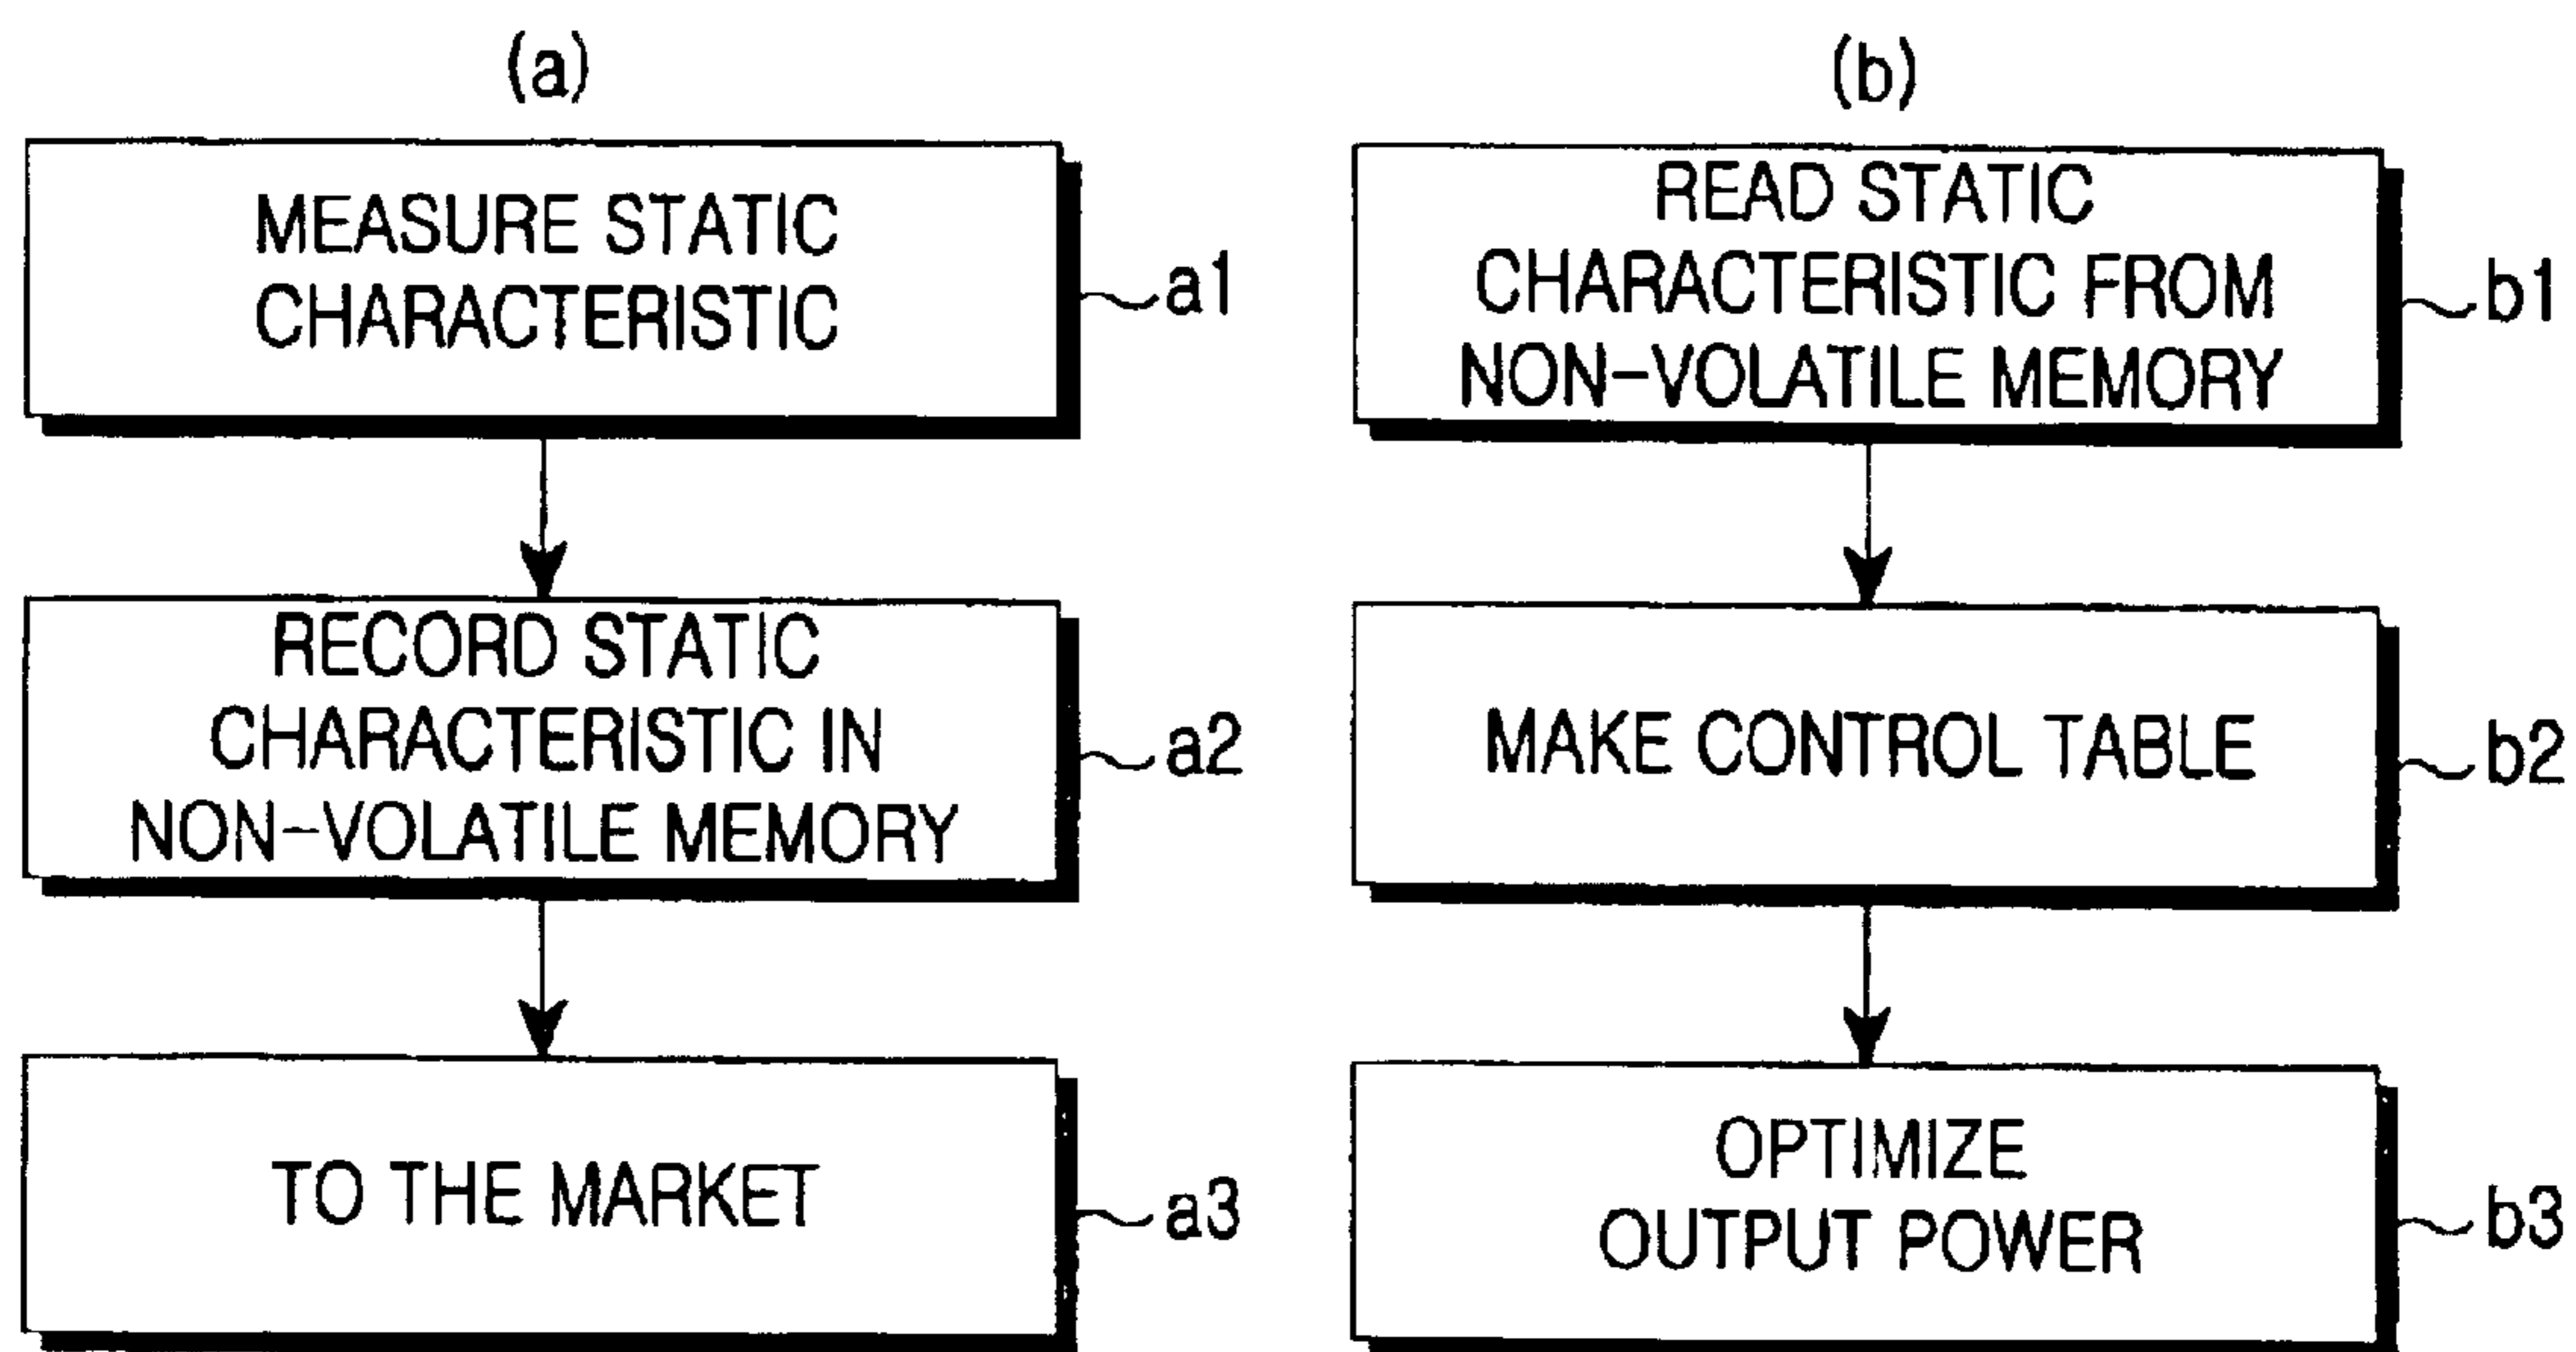 (a)
MEASURE STATIC
CHARACTERISTIC
a1
RECORD STATIC
CHARACTERISTIC IN
NON-VOLATILE MEMORY
a2
TO THE MARKET
a3
(b)
READ STATIC
CHARACTERISTIC FROM
NON-VOLATILE MEMORY
b1
MAKE CONTROL TABLE
b2
OPTIMIZE
OUTPUT POWER
b3